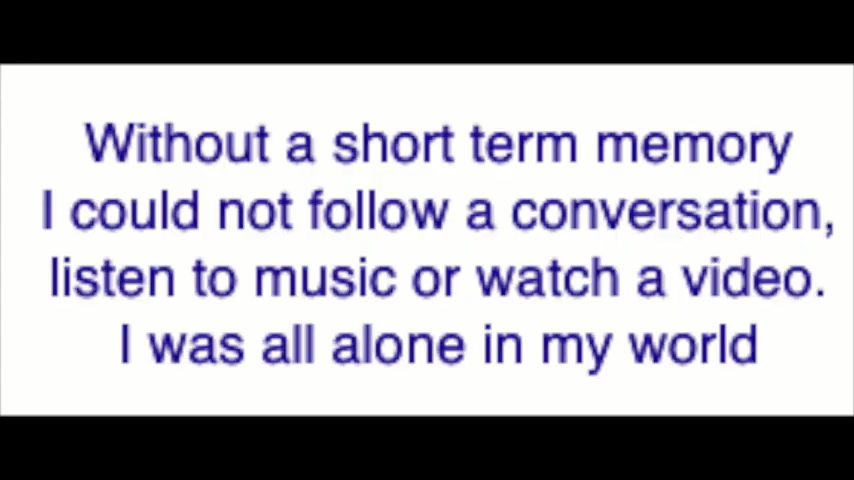 Without a short term memory
I could not follow a conversation,
listen to music or watch a video.
I was all alone in my world